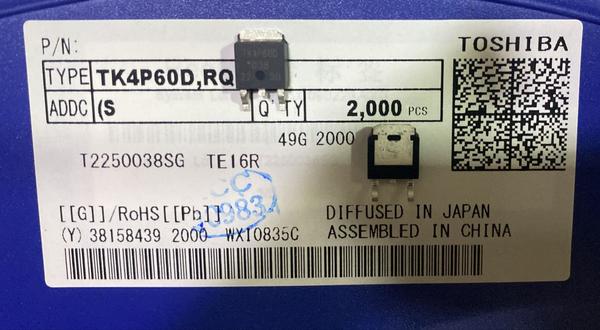 P/N:
TOSHIBA
TYPE TK4P60D,RQ
ADDC (S Q'TY 2,000 PCS
49G 2000
T2250038SG TE16R
[[G]]/RoHS[[Pb]]
DIFFUSED IN JAPAN
(Y) 38158439 2000 WXI0835C
ASSEMBLED IN CHINA
TK4P60D